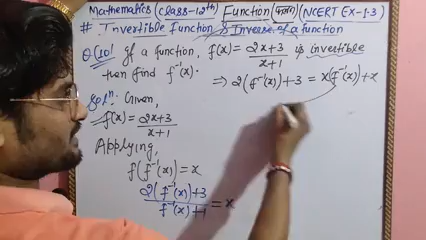 Mathematics (Class-12th) Function (फलन) (NCERT EX-1.3)
# Invertible Function & Inverse of a function
Q(10) If a function, f(x) = 2x+3/x+1 is invertible
then find f⁻¹(x).
Solⁿ: Given,
f(x) = 2x+3/x+1
Applying,
f(f⁻¹(x)) = x
2(f⁻¹(x))+3/f⁻¹(x)+1 = x
⇒ 2(f⁻¹(x))+3 = x(f⁻¹(x))+x